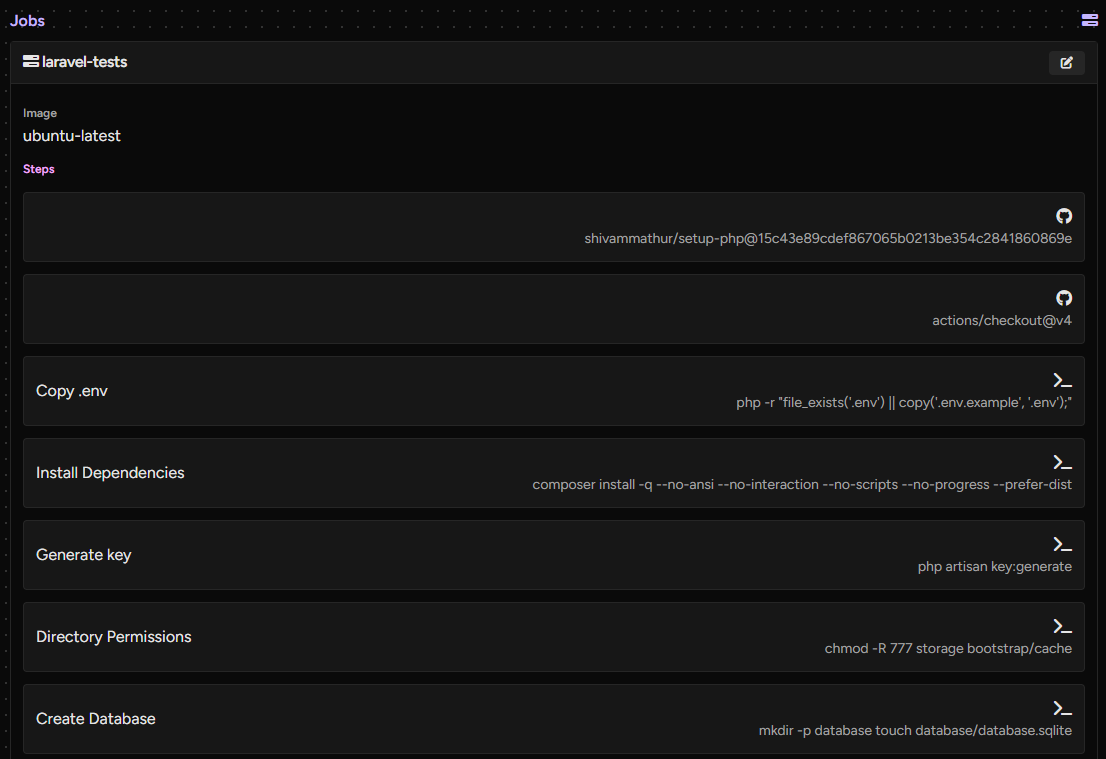 Jobs
laravel-tests
Image
ubuntu-latest
Steps
shivammathur/setup-php@15c43e89cdef867065b0213be354c2841860869e
actions/checkout@v4
Copy .env
php -r "file_exists('.env') || copy('.env.example', '.env');"
Install Dependencies
composer install -q --no-ansi --no-interaction --no-scripts --no-progress --prefer-dist
Generate key
php artisan key:generate
Directory Permissions
chmod -R 777 storage bootstrap/cache
Create Database
mkdir -p database touch database/database.sqlite